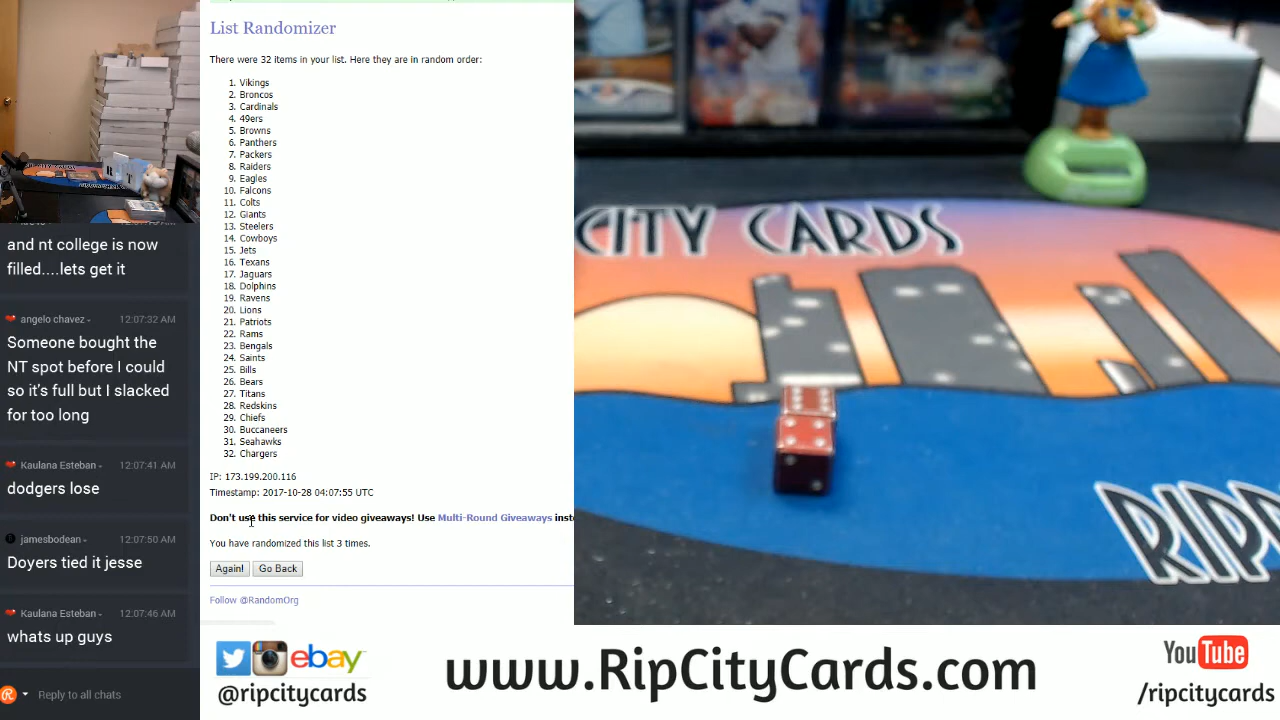 and nt college is now
filled....lets get it
angelo chavez 12:07:32 AM
Someone bought the
NT spot before I could
so it's full but I slacked
for too long
Kaulana Esteban 12:07:41 AM
dodgers lose
jamesbodean 12:07:50 AM
Doyers tied it jesse
Kaulana Esteban 12:07:46 AM
whats up guys
Reply to all chats
List Randomizer
There were 32 items in your list. Here they are in random order:
1. Vikings
2. Broncos
3. Cardinals
4. 49ers
5. Browns
6. Panthers
7. Packers
8. Raiders
9. Eagles
10. Falcons
11. Colts
12. Giants
13. Steelers
14. Cowboys
15. Jets
16. Texans
17. Jaguars
18. Dolphins
19. Ravens
20. Lions
21. Patriots
22. Rams
23. Bengals
24. Saints
25. Bills
26. Bears
27. Titans
28. Redskins
29. Chiefs
30. Buccaneers
31. Seahawks
32. Chargers
IP: 173.199.200.116
Timestamp: 2017-10-28 04:07:55 UTC
Don't use this service for video giveaways! Use Multi-Round Giveaways inst
You have randomized this list 3 times.
Again! Go Back
Follow @RandomOrg
CITY CARDS
RIP
ebay
@ripcitycards
www.RipCityCards.com
YouTube
/ripcitycards